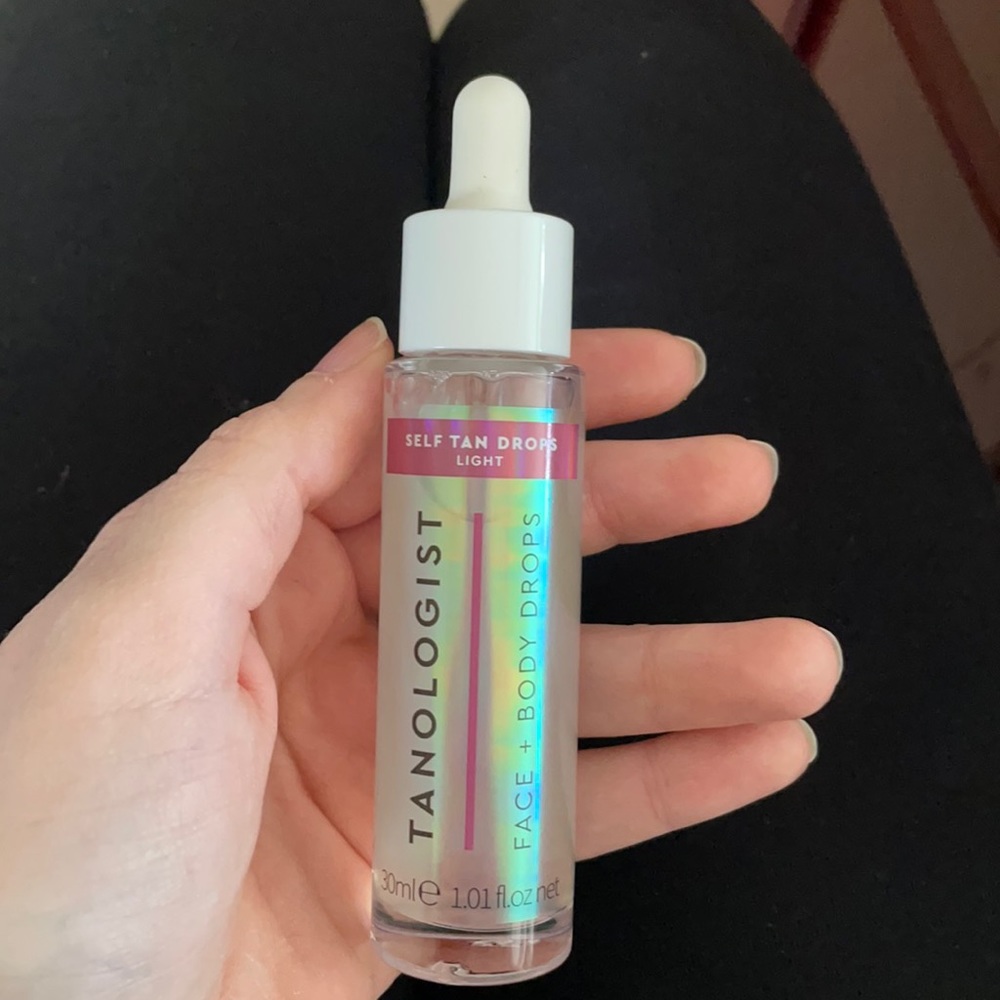 SELF TAN DROPS
LIGHT
TANOLOGIST
FACE + BODY DROPS
30ml℮ 1.01 fl.oz net